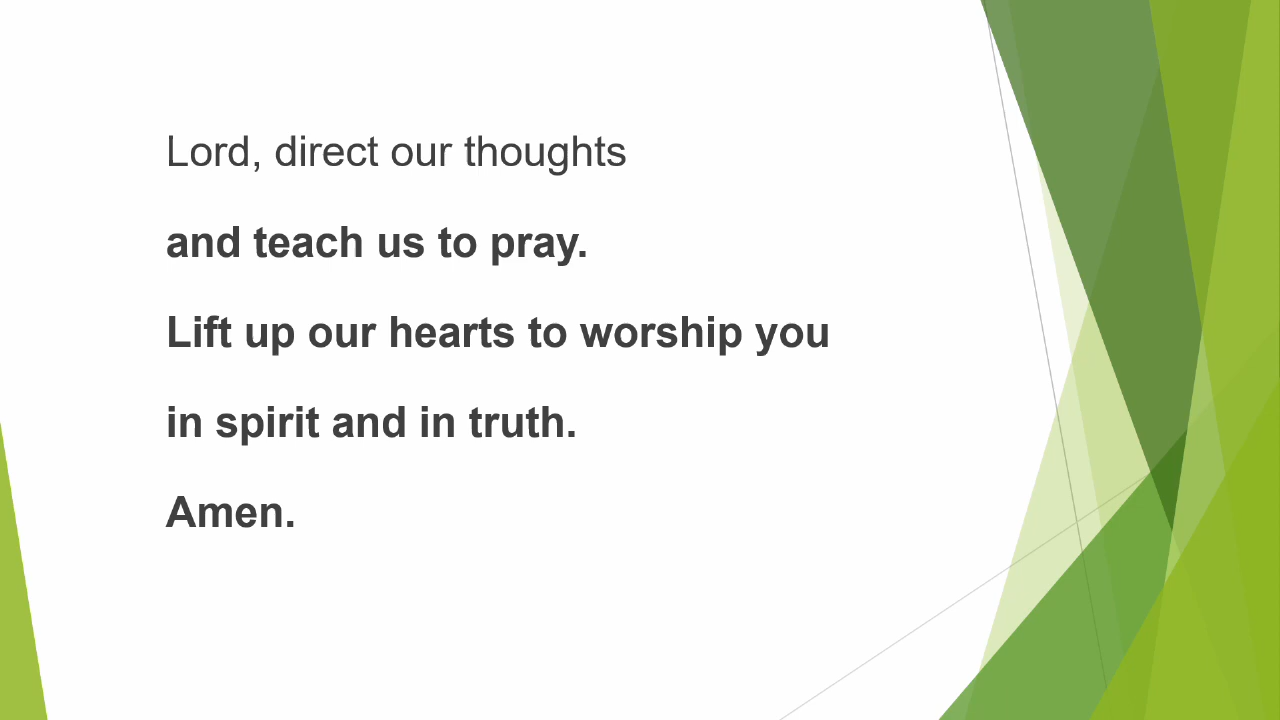 Lord, direct our thoughts
and teach us to pray.
Lift up our hearts to worship you
in spirit and in truth.
Amen.